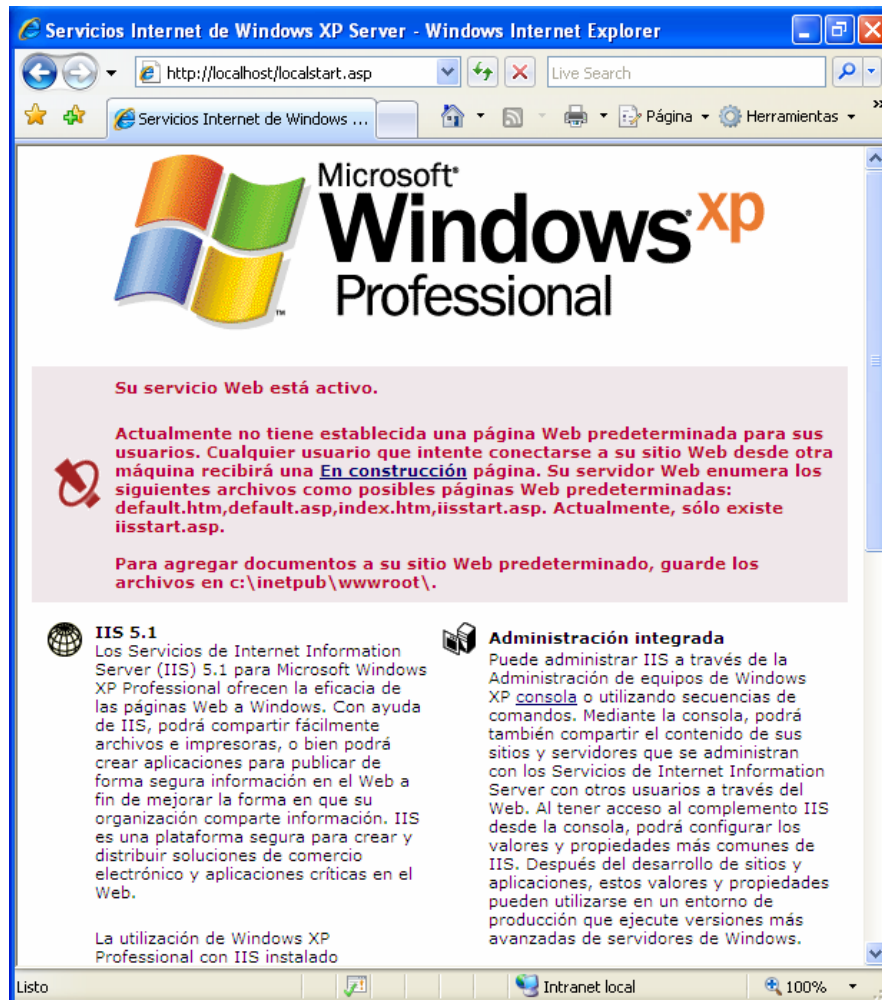 Servicios Internet de Windows XP Server - Windows Internet Explorer
http://localhost/localstart.asp
Live Search
Servicios Internet de Windows ...
Página
Herramientas
Microsoft
Windows xp
Professional
Su servicio Web está activo.
Actualmente no tiene establecida una página Web predeterminada para sus
usuarios. Cualquier usuario que intente conectarse a su sitio Web desde otra
máquina recibirá una En construcción página. Su servidor Web enumera los
siguientes archivos como posibles páginas Web predeterminadas:
default.htm,default.asp,index.htm,iisstart.asp. Actualmente, sólo existe
iisstart.asp.
Para agregar documentos a su sitio Web predeterminado, guarde los
archivos en c:\inetpub\wwwroot\.
IIS 5.1
Los Servicios de Internet Information
Server (IIS) 5.1 para Microsoft Windows
XP Professional ofrecen la eficacia de
las páginas Web a Windows. Con ayuda
de IIS, podrá compartir fácilmente
archivos e impresoras, o bien podrá
crear aplicaciones para publicar de
forma segura información en el Web a
fin de mejorar la forma en que su
organización comparte información. IIS
es una plataforma segura para crear y
distribuir soluciones de comercio
electrónico y aplicaciones críticas en el
Web.
La utilización de Windows XP
Professional con IIS instalado
Administración integrada
Puede administrar IIS a través de la
Administración de equipos de Windows
XP consola o utilizando secuencias de
comandos. Mediante la consola, podrá
también compartir el contenido de sus
sitios y servidores que se administran
con los Servicios de Internet Information
Server con otros usuarios a través del
Web. Al tener acceso al complemento IIS
desde la consola, podrá configurar los
valores y propiedades más comunes de
IIS. Después del desarrollo de sitios y
aplicaciones, estos valores y propiedades
pueden utilizarse en un entorno de
producción que ejecute versiones más
avanzadas de servidores de Windows.
Listo
Intranet local
100%